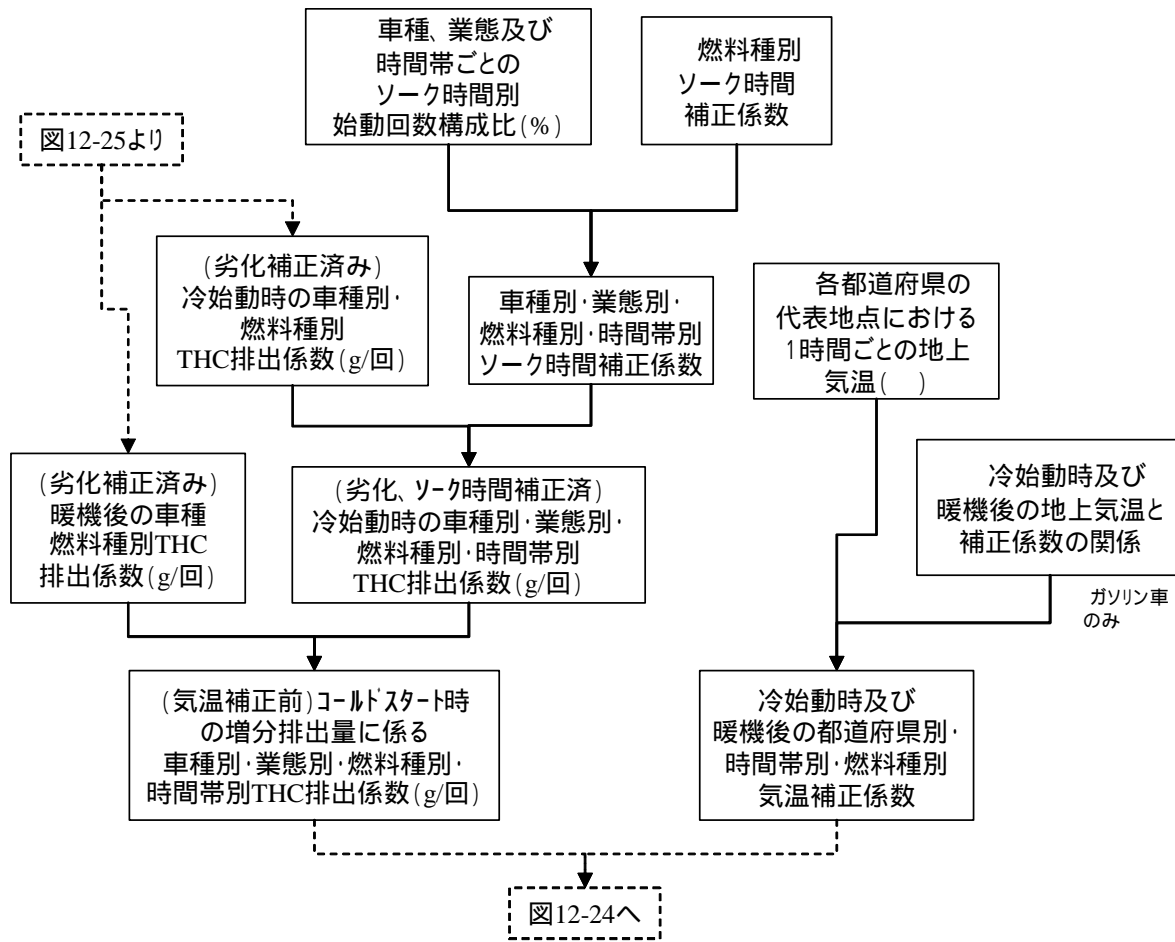 車種、業態及び
時間帯ごとの
ソーク時間別
始動回数構成比(%)
燃料種別
ソーク時間
補正係数
図12-25より
(劣化補正済み)
冷始動時の車種別・
燃料種別
THC排出係数(g/回)
車種別・業態別・
燃料種別・時間帯別
ソーク時間補正係数
各都道府県の
代表地点における
1時間ごとの地上
気温(　)
(劣化補正済み)
暖機後の車種
燃料種別THC
排出係数(g/回)
(劣化、ソーク時間補正済)
冷始動時の車種別・業態別・
燃料種別・時間帯別
THC排出係数(g/回)
冷始動時及び
暖機後の地上気温と
補正係数の関係
ガソリン車
のみ
(気温補正前)コールドスタート時
の増分排出量に係る
車種別・業態別・燃料種別・
時間帯別THC排出係数(g/回)
冷始動時及び
暖機後の都道府県別・
時間帯別・燃料種別
気温補正係数
図12-24へ